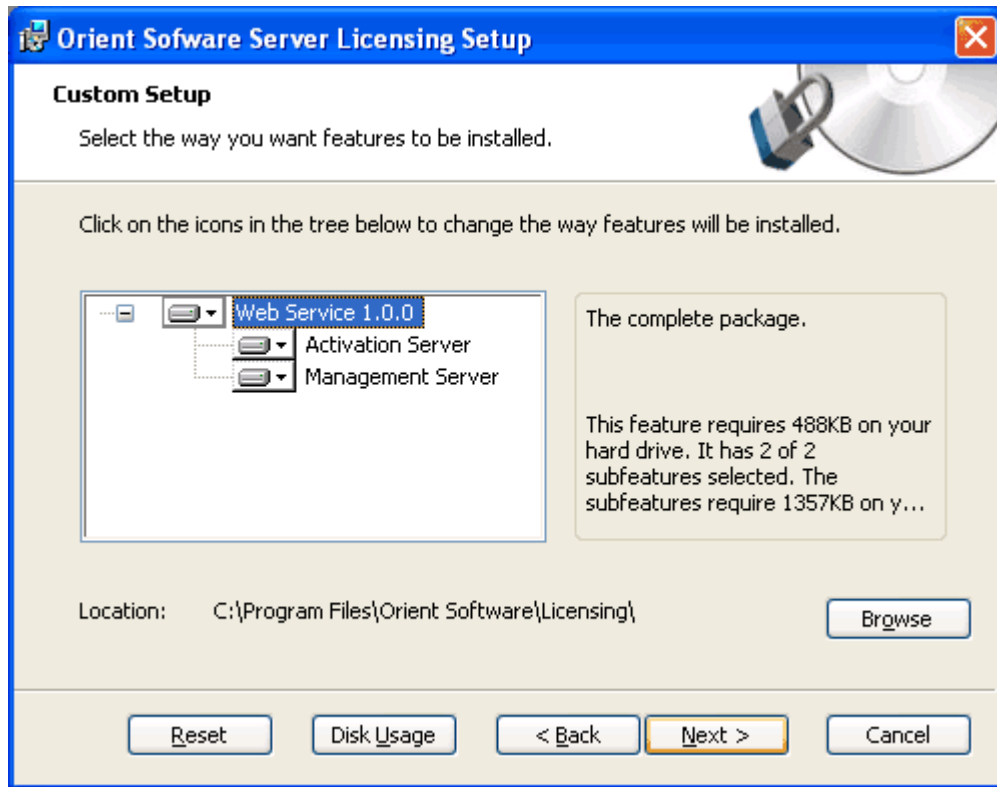 Orient Sofware Server Licensing Setup
Custom Setup
Select the way you want features to be installed.
Click on the icons in the tree below to change the way features will be installed.
Web Service 1.0.0
Activation Server
Management Server
The complete package.
This feature requires 488KB on your
hard drive. It has 2 of 2
subfeatures selected. The
subfeatures require 1357KB on y...
Location: C:\Program Files\Orient Software\Licensing\
Browse
Reset Disk Usage < Back Next > Cancel